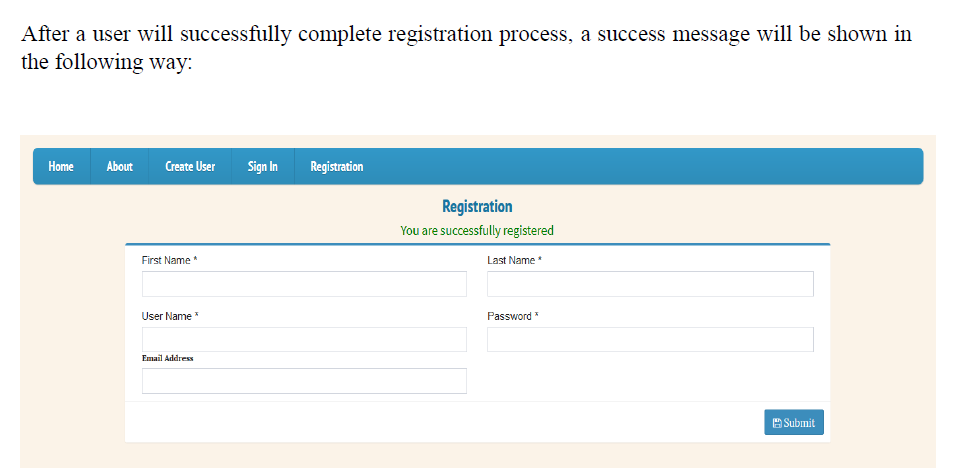 After a user will successfully complete registration process, a success message will be shown in
the following way:
Home About Create User Sign In Registration
Registration
You are successfully registered
First Name * Last Name *
User Name * Password *
Email Address
Submit